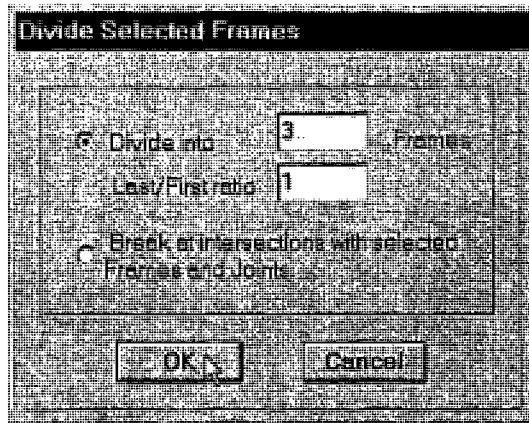 Divide Selected Frames
Divide into 3 Frames
Last/First ratio 1
Break at intersections with selected
Frames and Joints
OK Cancel